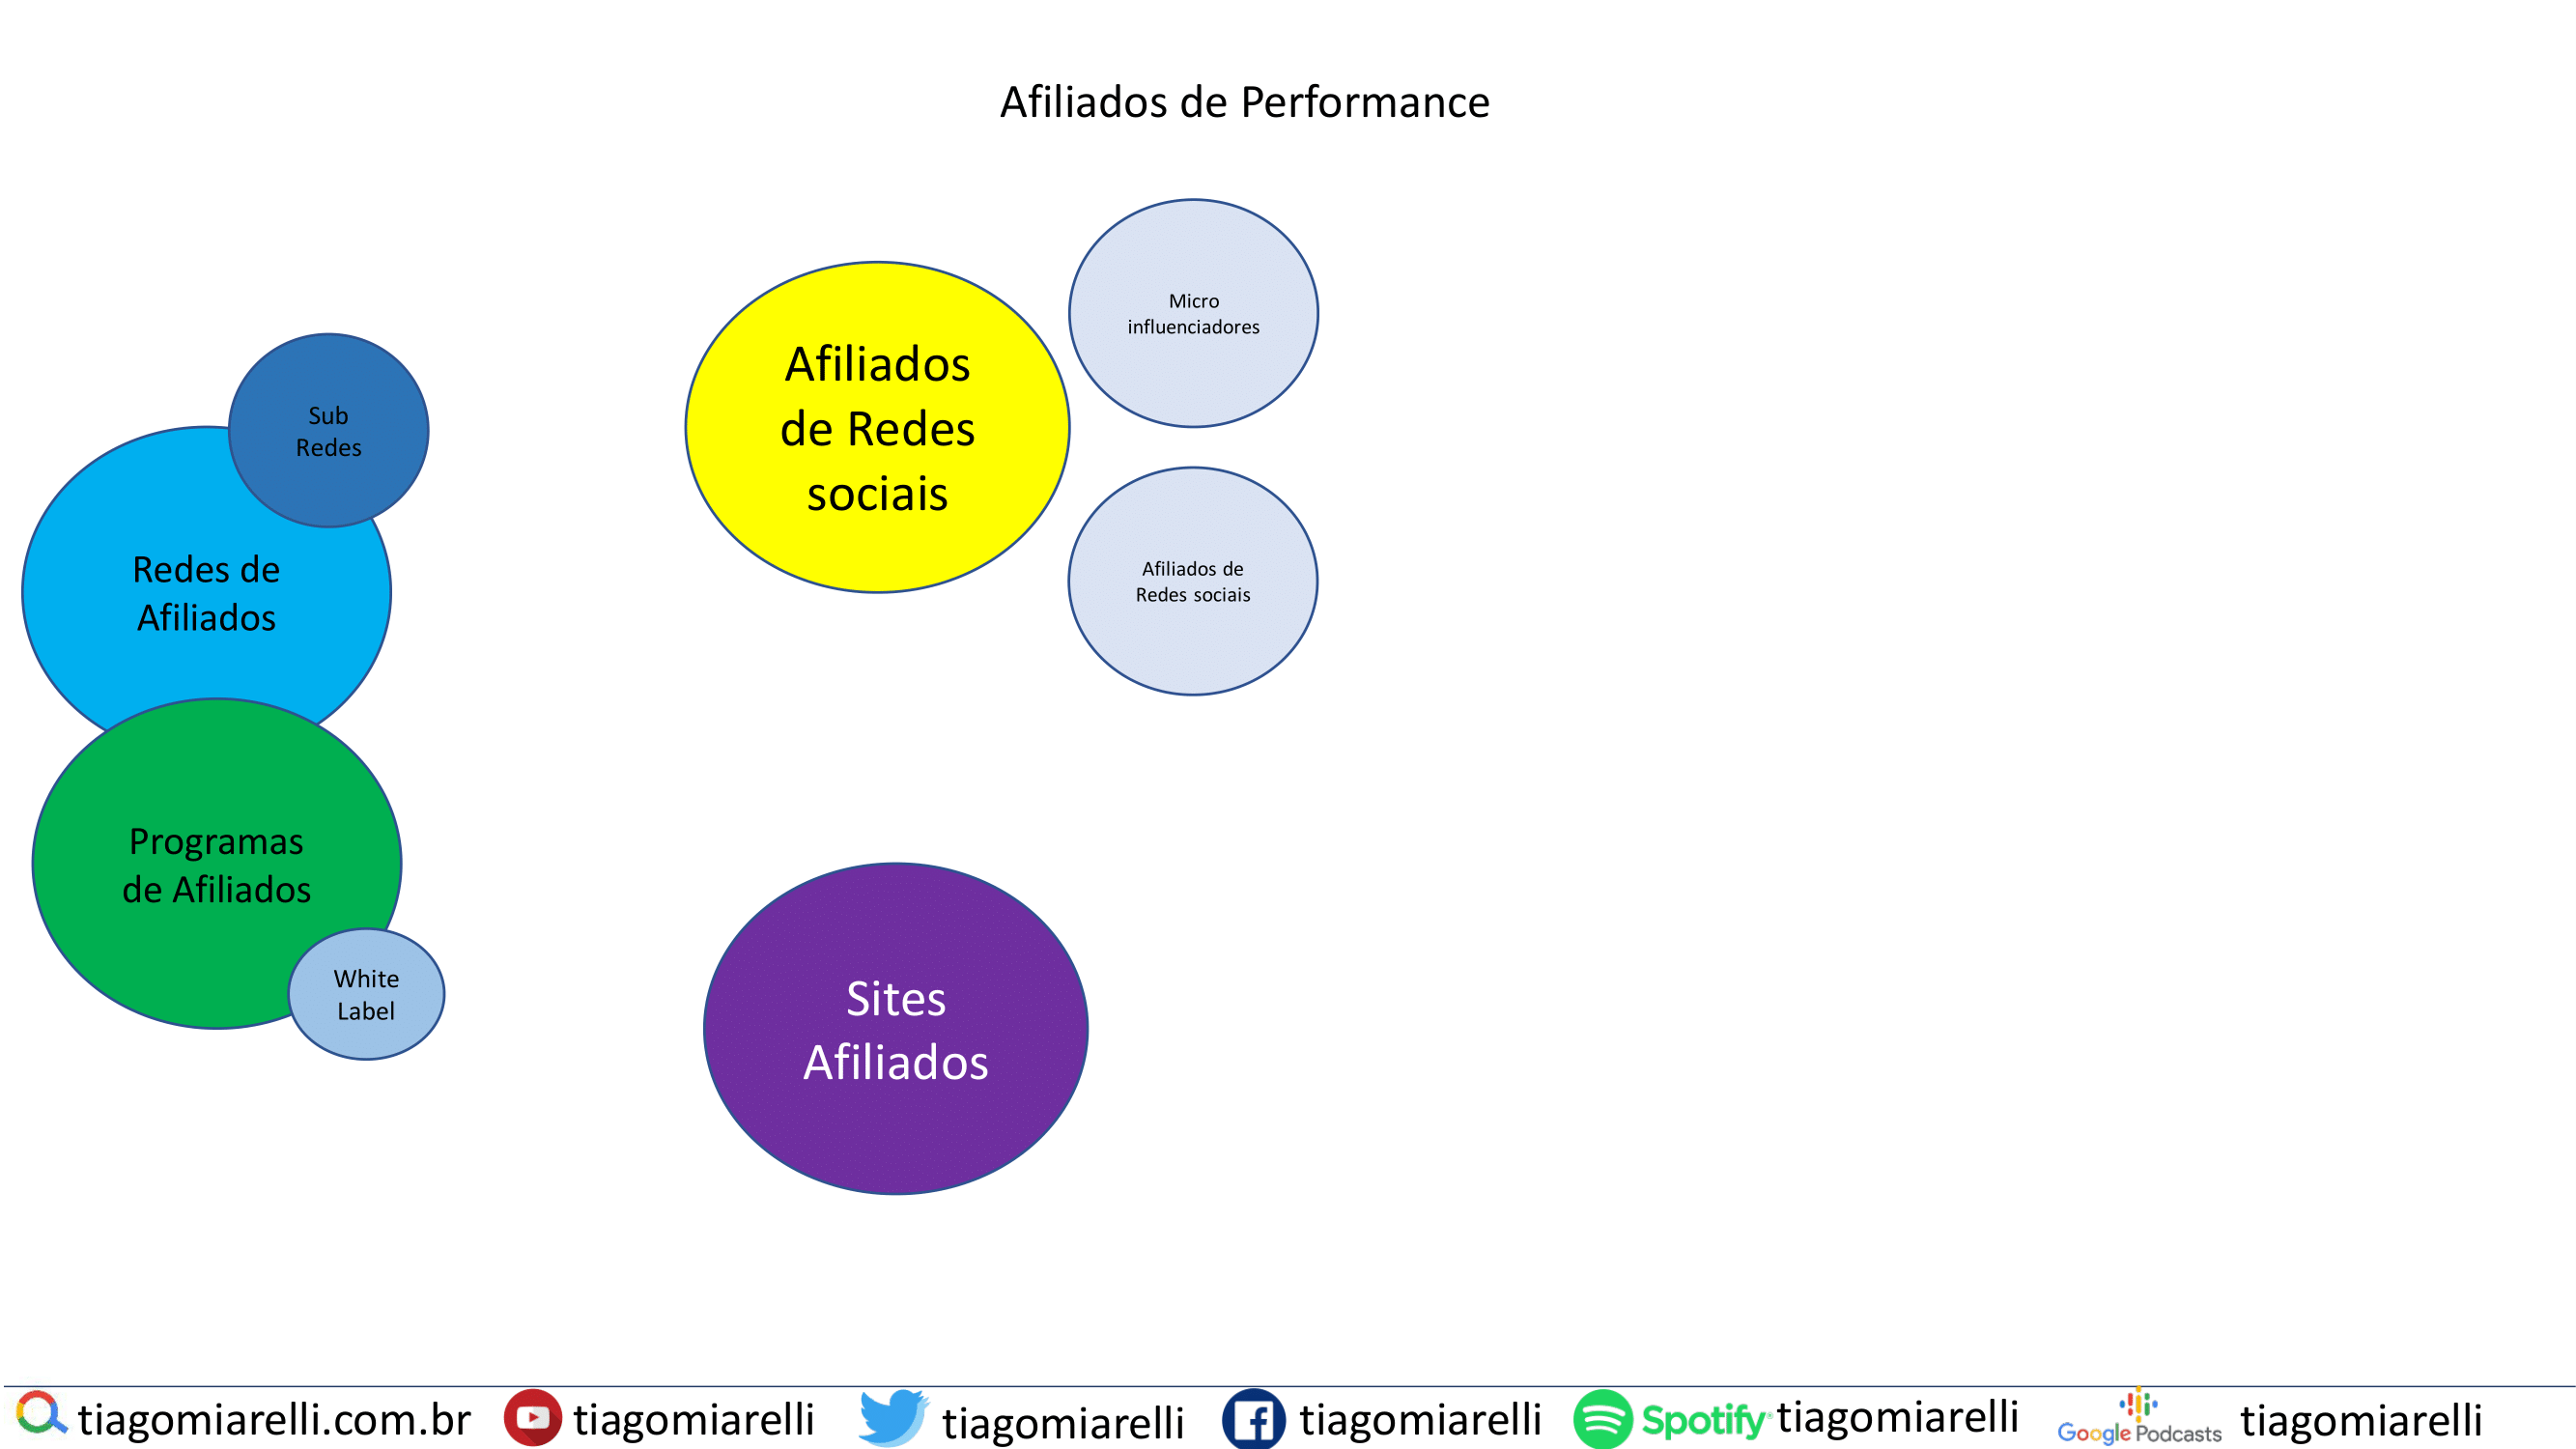 Afiliados de Performance
Micro
influenciadores
Afiliados
de Redes
sociais
Sub
Redes
Afiliados de
Redes sociais
Redes de
Afiliados
Programas
de Afiliados
White
Label
Sites
Afiliados
tiagomiarelli.com.br
tiagomiarelli
tiagomiarelli
tiagomiarelli
Spotify tiagomiarelli
Google Podcasts tiagomiarelli